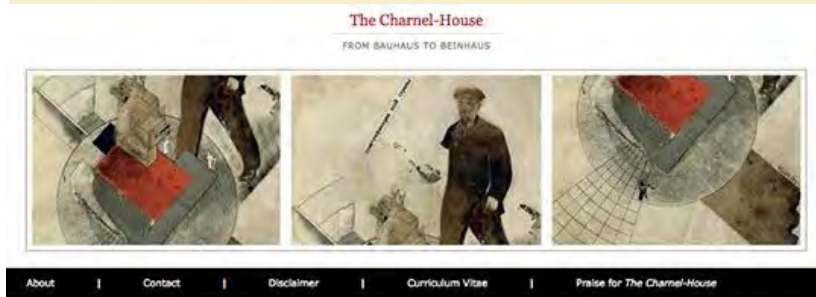 The Charnel-House
FROM BAUHAUS TO BEINHAUS
About | Contact | Disclaimer | Curriculum Vitae | Praise for The Charnel-House